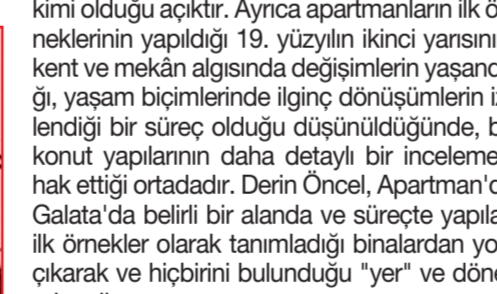 kimi olduğu açıktır. Ayrıca apartmanların ilk ö
neklerinin yapıldığı 19. yüzyılın ikinci yarısını
kent ve mekân algısında değişimlerin yaşand
ğı, yaşam biçimlerinde ilginç dönüşümlerin iz
lendiği bir süreç olduğu düşünüldüğünde, b
konut yapılarının daha detaylı bir inceleme
hak ettiği ortadadır. Derin Öncel, Apartman'd
Galata'da belirli bir alanda ve süreçte yapıla
ilk örnekler olarak tanımladığı binalardan yo
çıkarak ve hiçbirini bulunduğu "yer" ve döne